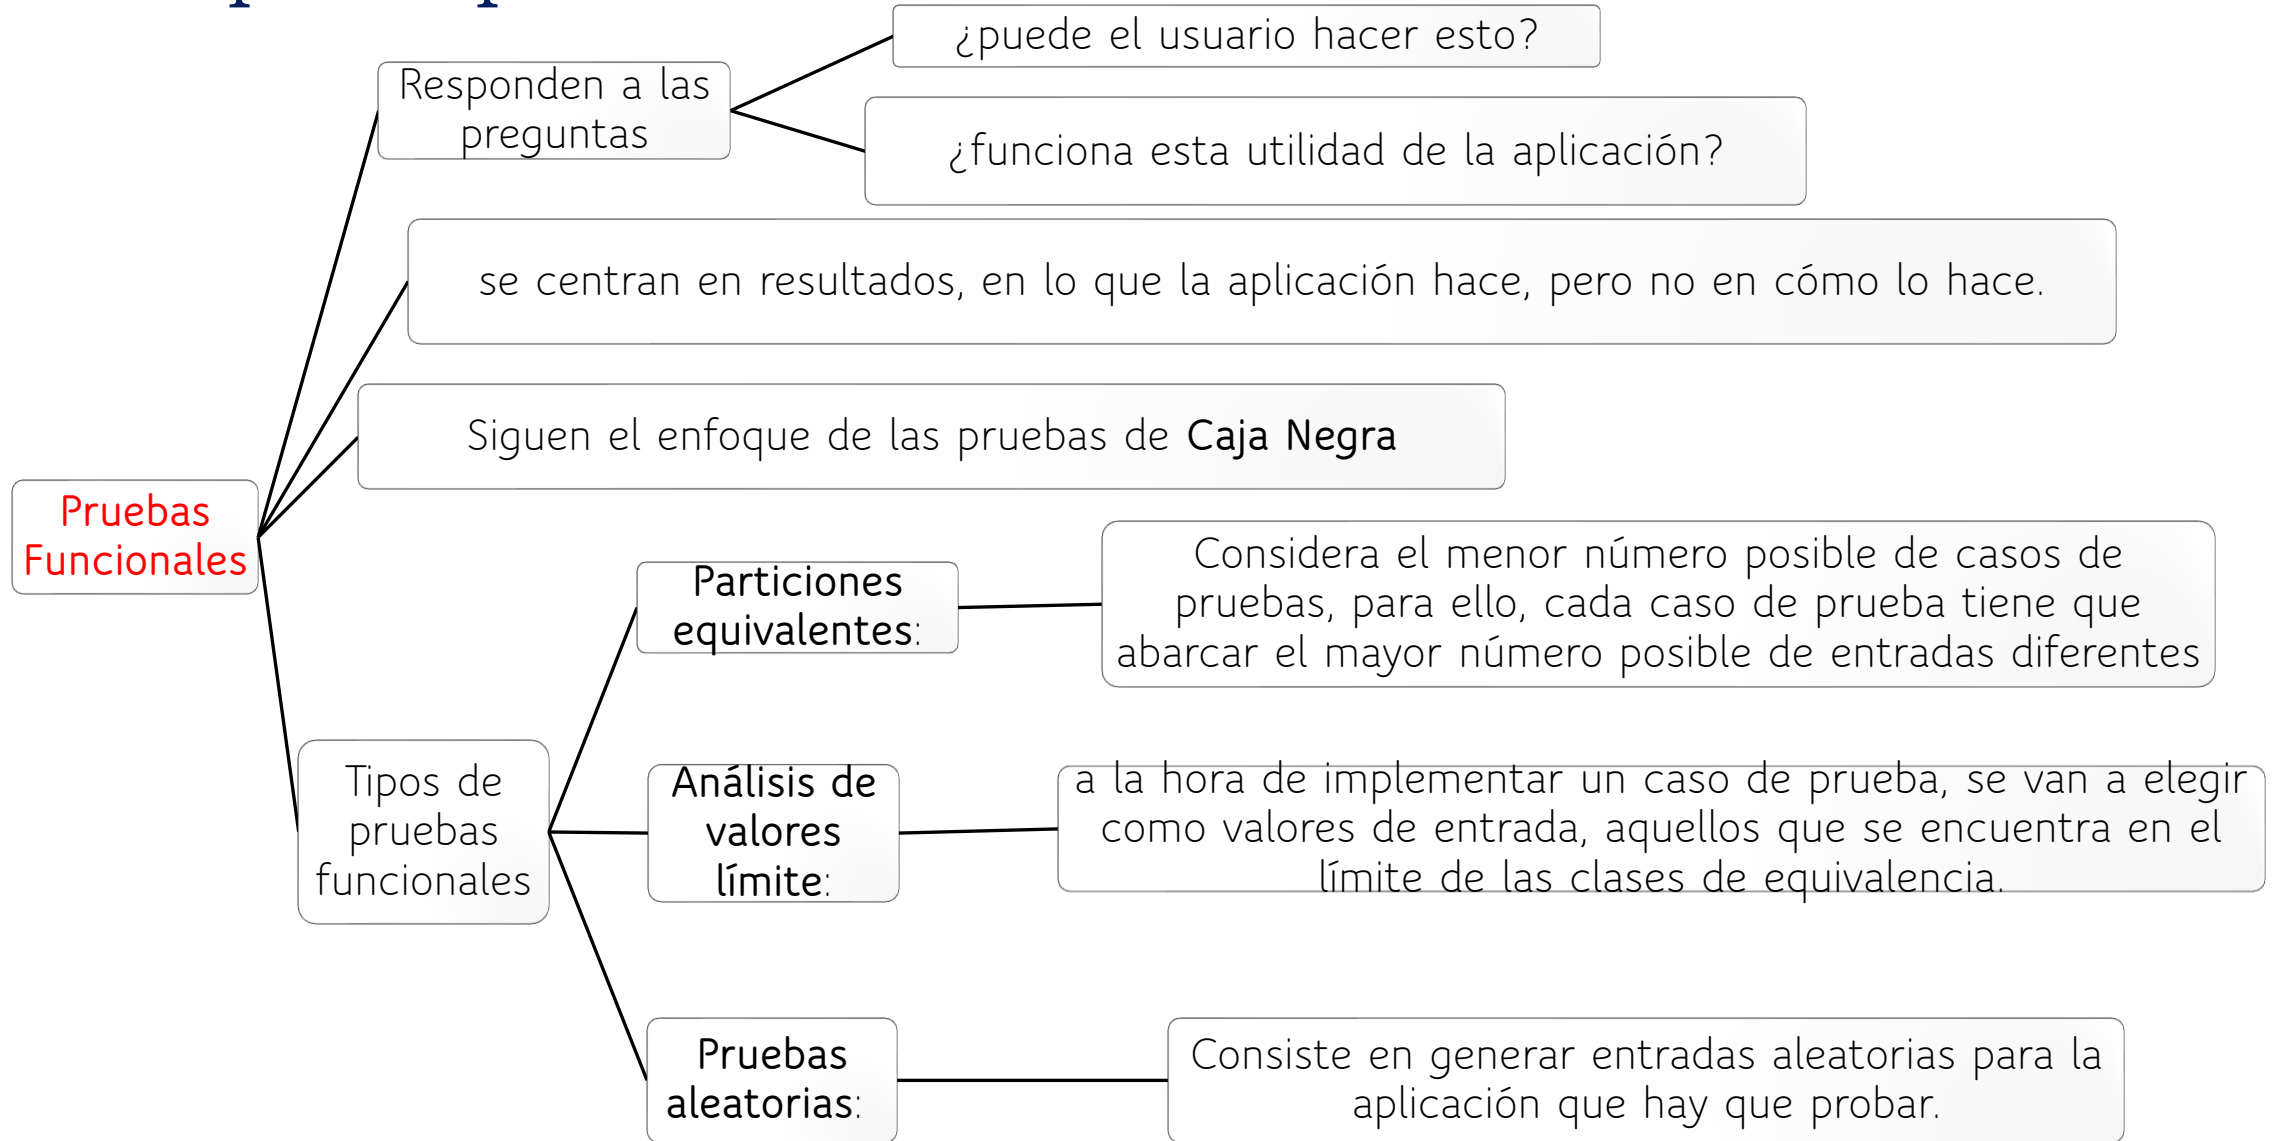 ¿puede el usuario hacer esto?
Responden a las
preguntas
¿funciona esta utilidad de la aplicación?
se centran en resultados, en lo que la aplicación hace, pero no en cómo lo hace.
Siguen el enfoque de las pruebas de Caja Negra
Pruebas
Funcionales
Particiones
equivalentes:
Considera el menor número posible de casos de
pruebas, para ello, cada caso de prueba tiene que
abarcar el mayor número posible de entradas diferentes
Tipos de
pruebas
funcionales
Análisis de
valores
límite:
a la hora de implementar un caso de prueba, se van a elegir
como valores de entrada, aquellos que se encuentra en el
límite de las clases de equivalencia.
Pruebas
aleatorias:
Consiste en generar entradas aleatorias para la
aplicación que hay que probar.